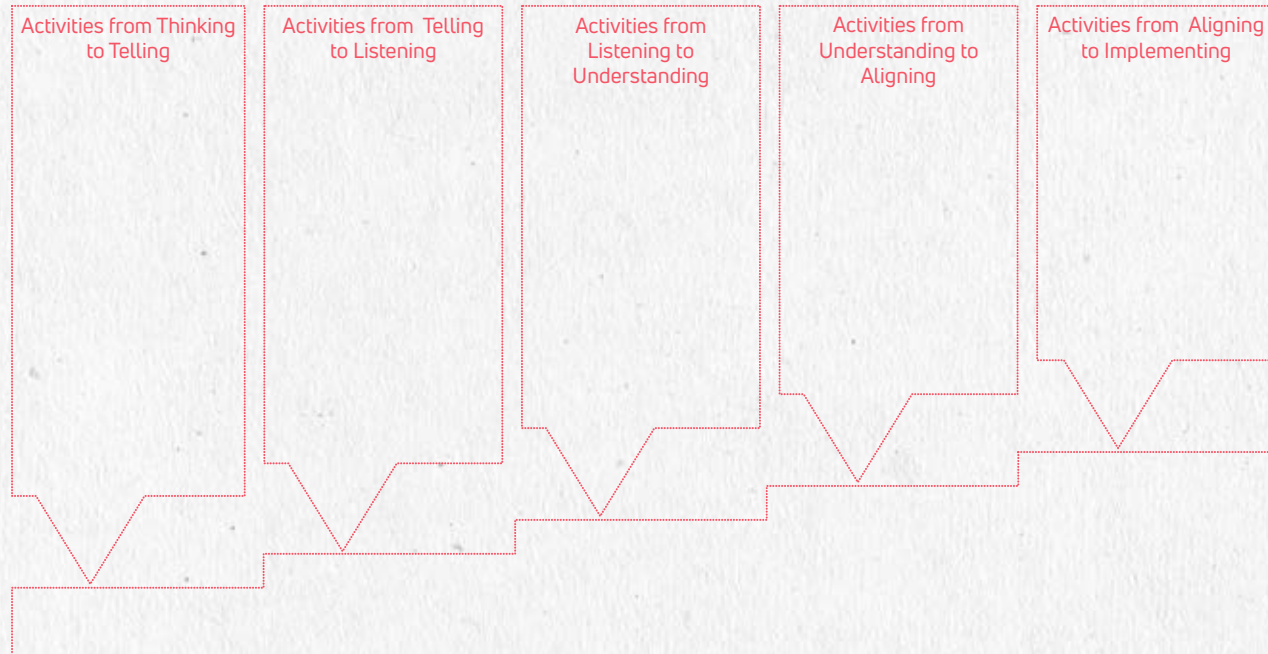 Activities from Thinking
to Telling
Activities from  Telling
to Listening
Activities from
Listening to
Understanding
Activities from
Understanding to
Aligning
Activities from  Aligning
to Implementing